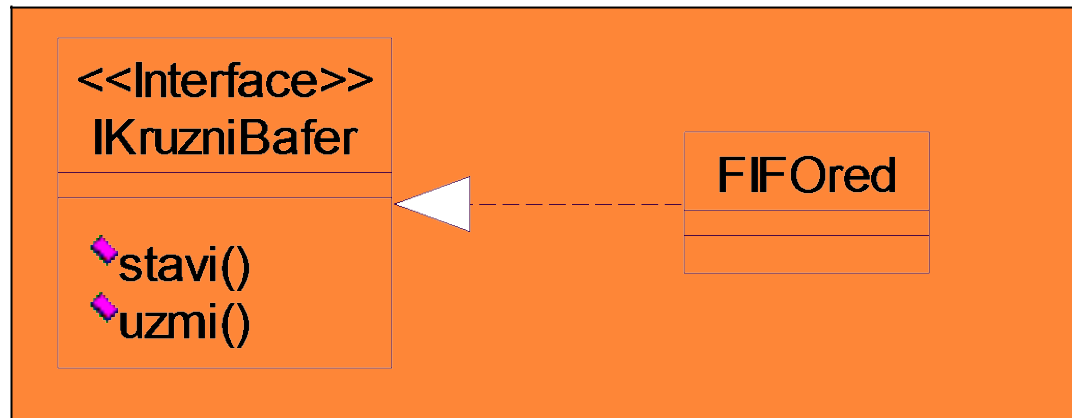 <<Interface>>
IKruzniBafer
stavi()
uzmi()
FIFOred